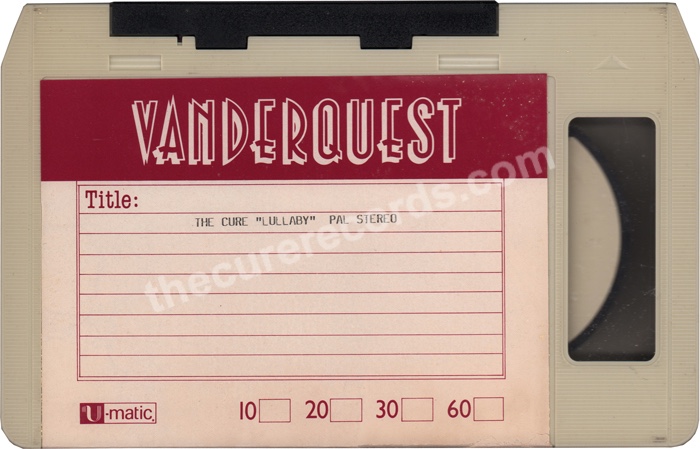 VANDERQUEST
Title:
THE CURE "LULLABY" PAL STEREO
thecurerecords.com
U-matic
10 20 30 60